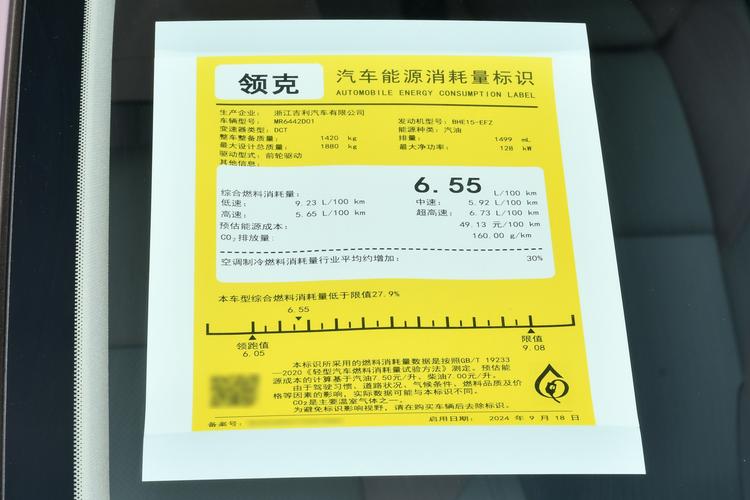 领克
汽车能源消耗量标识
AUTOMOBILE ENERGY CONSUMPTION LABEL
生产企业: 浙江吉利汽车有限公司
车辆型号: MR6442D01 发动机型号: BHE15-EFZ
变速器类型: DCT 能源种类: 汽油
整车整备质量: 1420 kg 排量: 1499 mL
最大设计总质量: 1880 kg 最大净功率: 128 kW
驱动型式: 前轮驱动
其他信息:
综合燃料消耗量: 6.55 L/100 km
低速: 9.23 L/100 km 中速: 5.92 L/100 km
高速: 5.65 L/100 km 超高速: 6.73 L/100 km
预估能源成本: 49.13 元/100 km
CO₂排放量: 160.00 g/km
空调制冷燃料消耗量行业平均约增加: 30%
本车型综合燃料消耗量低于限值27.9%
6.55
领跑值 限值
6.05 9.08
本标识所采用的燃料消耗量数据是按照GB/T 19233
—2020《轻型汽车燃料消耗量试验方法》测定。预估能
源成本的计算基于汽油7.50元/升、柴油7.00元/升。
由于驾驶习惯、道路状况、气候条件、燃料品质及价
格等因素的影响，实际数据可能与本标识不同。
CO₂是主要温室气体之一。
为避免标识影响视野，请在购买车辆后去除标识。
备案号: 启用日期: 2024 年 9 月 18 日